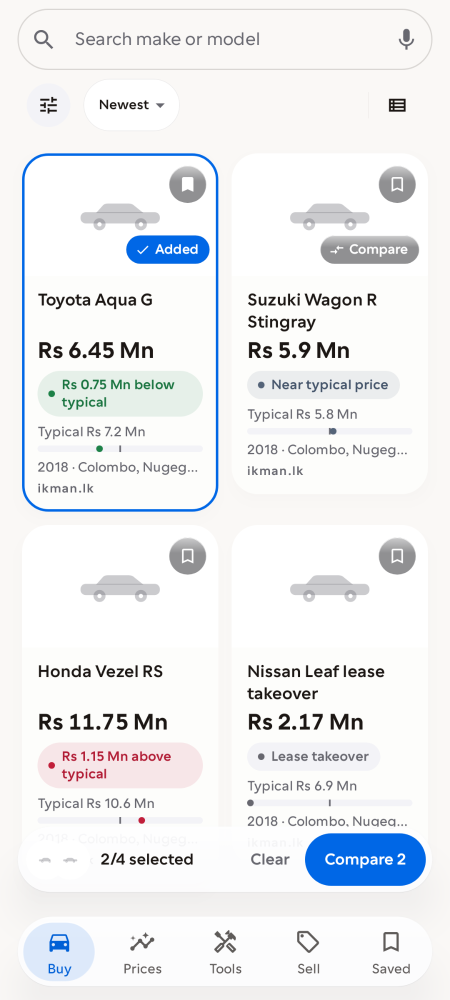 Search make or model
Newest
Added
Compare
Toyota Aqua G
Suzuki Wagon R
Stingray
Rs 6.45 Mn
Rs 5.9 Mn
Rs 0.75 Mn below
typical
Near typical price
Typical Rs 7.2 Mn
Typical Rs 5.8 Mn
2018 · Colombo, Nugeg...
2018 · Colombo, Nugeg...
ikman.lk
ikman.lk
Honda Vezel RS
Nissan Leaf lease
takeover
Rs 11.75 Mn
Rs 2.17 Mn
Rs 1.15 Mn above
typical
Lease takeover
Typical Rs 10.6 Mn
Typical Rs 6.9 Mn
2018 · Colombo, Nugeg...
2/4 selected
Clear
Compare 2
Buy
Prices
Tools
Sell
Saved